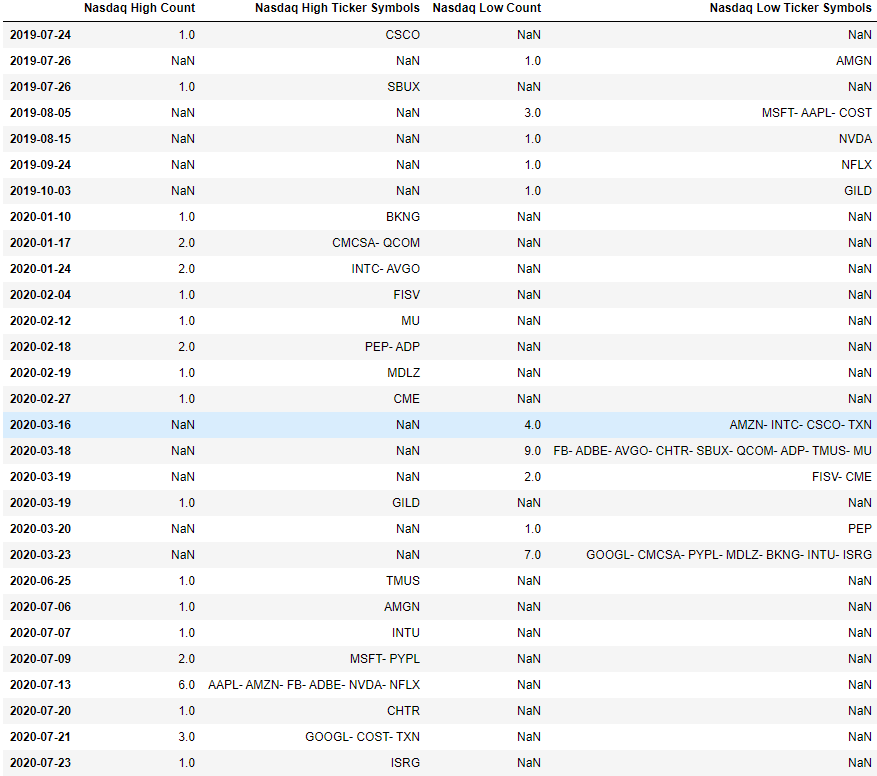 Nasdaq High Count Nasdaq High Ticker Symbols Nasdaq Low Count Nasdaq Low Ticker Symbols
2019-07-24 1.0 CSCO NaN NaN
2019-07-26 NaN NaN 1.0 AMGN
2019-07-26 1.0 SBUX NaN NaN
2019-08-05 NaN NaN 3.0 MSFT- AAPL- COST
2019-08-15 NaN NaN 1.0 NVDA
2019-09-24 NaN NaN 1.0 NFLX
2019-10-03 NaN NaN 1.0 GILD
2020-01-10 1.0 BKNG NaN NaN
2020-01-17 2.0 CMCSA- QCOM NaN NaN
2020-01-24 2.0 INTC- AVGO NaN NaN
2020-02-04 1.0 FISV NaN NaN
2020-02-12 1.0 MU NaN NaN
2020-02-18 2.0 PEP- ADP NaN NaN
2020-02-19 1.0 MDLZ NaN NaN
2020-02-27 1.0 CME NaN NaN
2020-03-16 NaN NaN 4.0 AMZN- INTC- CSCO- TXN
2020-03-18 NaN NaN 9.0 FB- ADBE- AVGO- CHTR- SBUX- QCOM- ADP- TMUS- MU
2020-03-19 NaN NaN 2.0 FISV- CME
2020-03-19 1.0 GILD NaN NaN
2020-03-20 NaN NaN 1.0 PEP
2020-03-23 NaN NaN 7.0 GOOGL- CMCSA- PYPL- MDLZ- BKNG- INTU- ISRG
2020-06-25 1.0 TMUS NaN NaN
2020-07-06 1.0 AMGN NaN NaN
2020-07-07 1.0 INTU NaN NaN
2020-07-09 2.0 MSFT- PYPL NaN NaN
2020-07-13 6.0 AAPL- AMZN- FB- ADBE- NVDA- NFLX NaN NaN
2020-07-20 1.0 CHTR NaN NaN
2020-07-21 3.0 GOOGL- COST- TXN NaN NaN
2020-07-23 1.0 ISRG NaN NaN